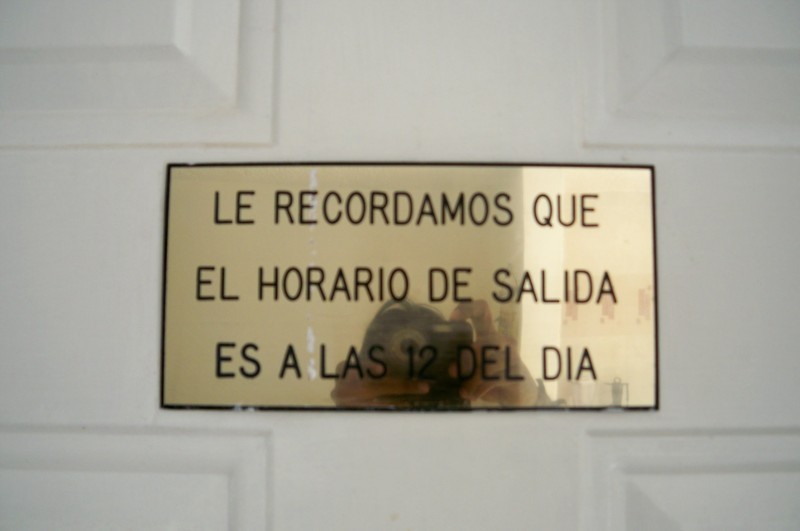 LE RECORDAMOS QUE
EL HORARIO DE SALIDA
ES A LAS 12 DEL DIA